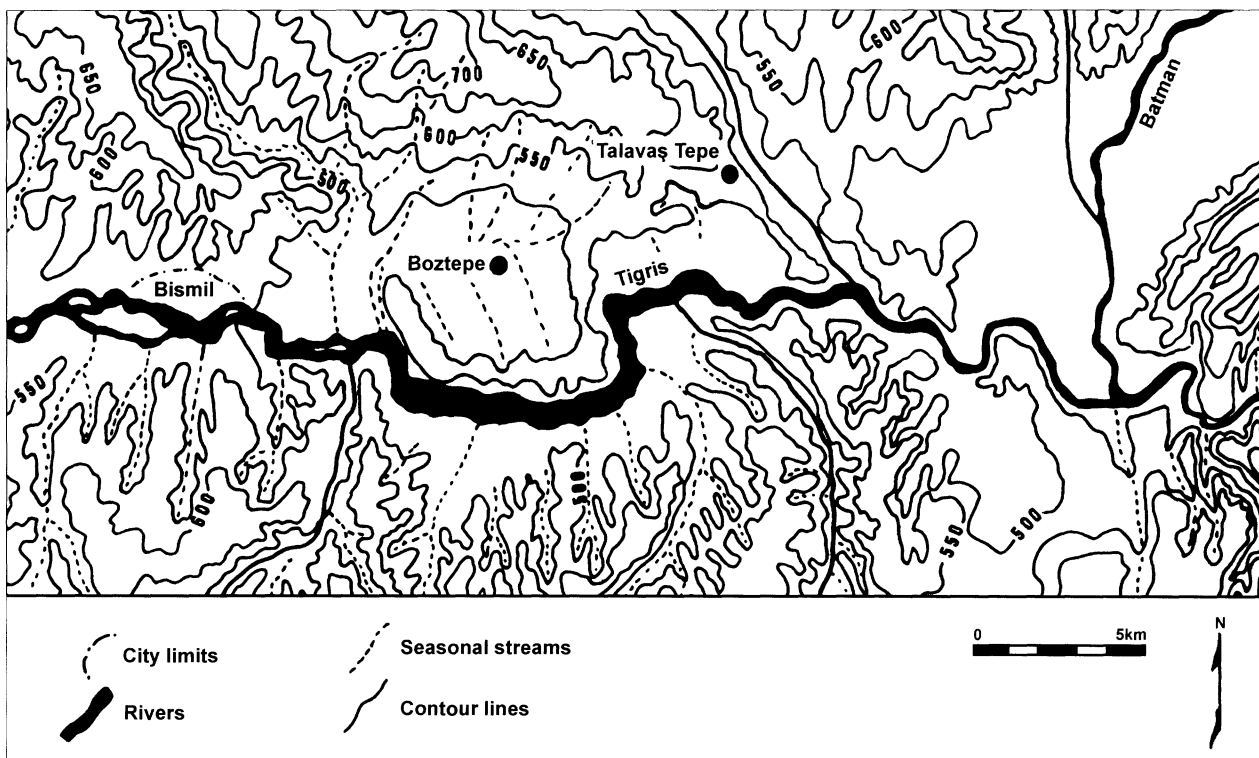 650
700
650
600
550
Batman
600
550
600
500
Talavaş Tepe
Boztepe
Tigris
Bismil
550
600
500
550
500
City limits
Seasonal streams
Rivers
Contour lines
0 5km
N